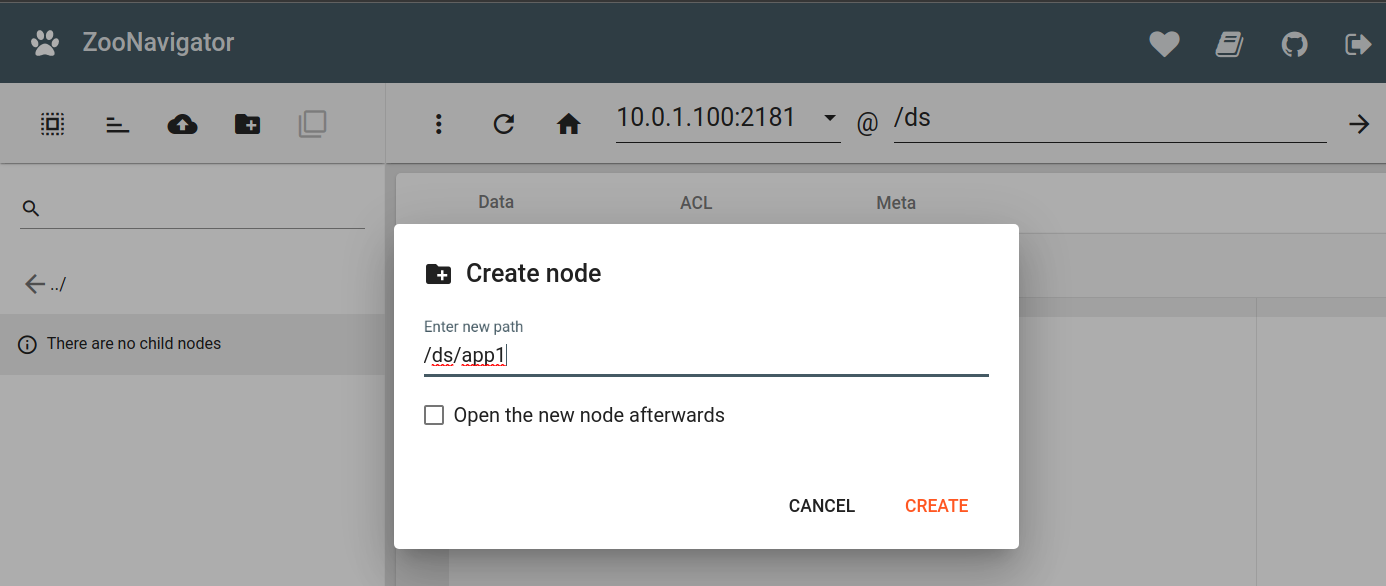 ZooNavigator
10.0.1.100:2181 @ /ds
Data ACL Meta
../
There are no child nodes
Create node
Enter new path
/ds/app1
Open the new node afterwards
CANCEL CREATE